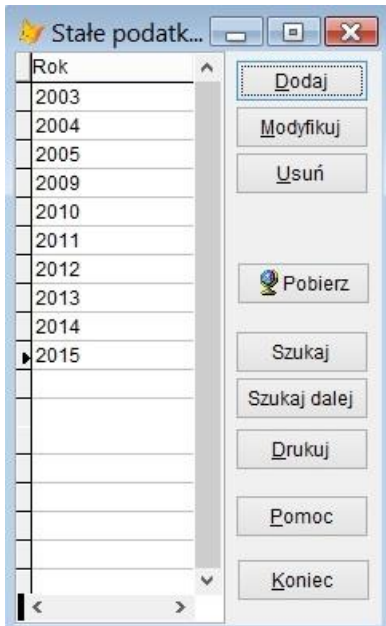 Stałe podatk...
Rok
2003
2004
2005
2009
2010
2011
2012
2013
2014
2015
Dodaj
Modyfikuj
Usuń
Pobierz
Szukaj
Szukaj dalej
Drukuj
Pomoc
Koniec